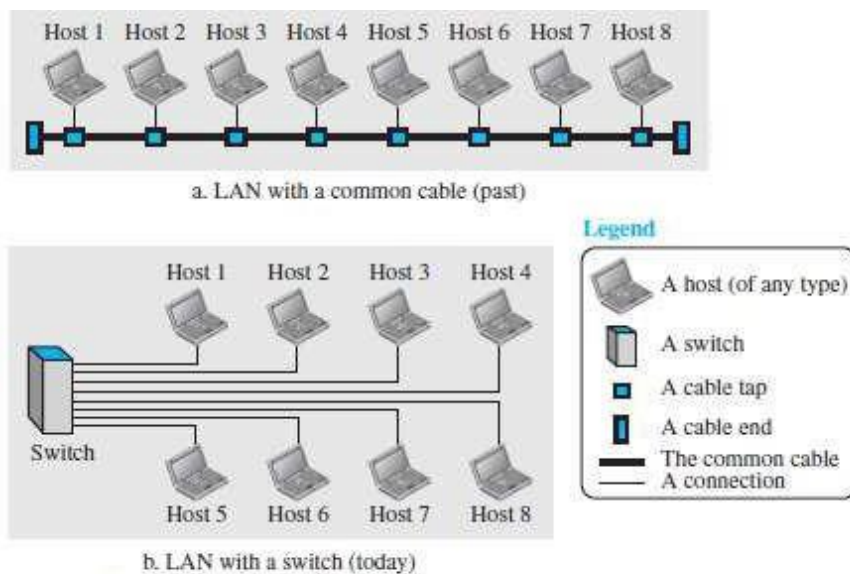 Host 1 Host 2 Host 3 Host 4 Host 5 Host 6 Host 7 Host 8
a. LAN with a common cable (past)
Host 1 Host 2 Host 3 Host 4
Switch
Host 5 Host 6 Host 7 Host 8
b. LAN with a switch (today)
Legend
A host (of any type)
A switch
A cable tap
A cable end
The common cable
A connection